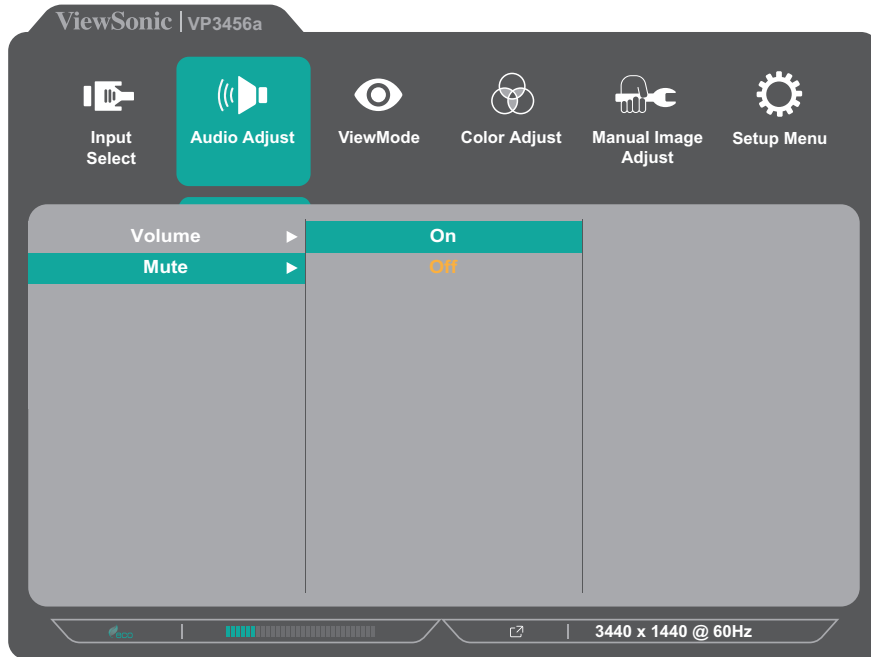 ViewSonic | VP3456a
Input
Select
Audio Adjust
ViewMode
Color Adjust
Manual Image
Adjust
Setup Menu
Volume
On
Mute
Off
eco
3440 x 1440 @ 60Hz